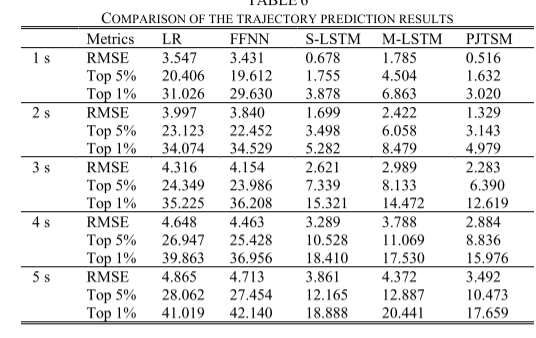 TABLE 6
COMPARISON OF THE TRAJECTORY PREDICTION RESULTS
Metrics LR FFNN S-LSTM M-LSTM PJTSM
1 s RMSE 3.547 3.431 0.678 1.785 0.516
Top 5% 20.406 19.612 1.755 4.504 1.632
Top 1% 31.026 29.630 3.878 6.863 3.020
2 s RMSE 3.997 3.840 1.699 2.422 1.329
Top 5% 23.123 22.452 3.498 6.058 3.143
Top 1% 34.074 34.529 5.282 8.479 4.979
3 s RMSE 4.316 4.154 2.621 2.989 2.283
Top 5% 24.349 23.986 7.339 8.133 6.390
Top 1% 35.225 36.208 15.321 14.472 12.619
4 s RMSE 4.648 4.463 3.289 3.788 2.884
Top 5% 26.947 25.428 10.528 11.069 8.836
Top 1% 39.863 36.956 18.410 17.530 15.976
5 s RMSE 4.865 4.713 3.861 4.372 3.492
Top 5% 28.062 27.454 12.165 12.887 10.473
Top 1% 41.019 42.140 18.888 20.441 17.659